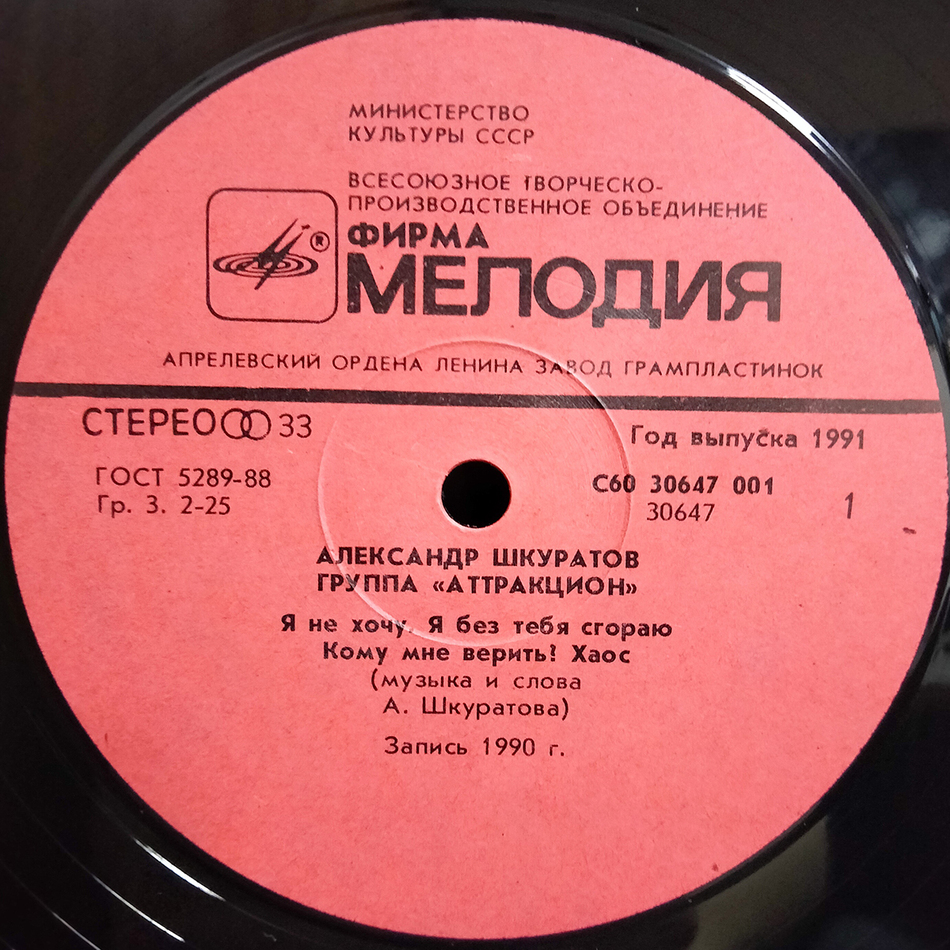 МИНИСТЕРСТВО
КУЛЬТУРЫ СССР
ВСЕСОЮЗНОЕ ТВОРЧЕСКО-
ПРОИЗВОДСТВЕННОЕ ОБЪЕДИНЕНИЕ
ФИРМА
®
МЕЛОДИЯ
АПРЕЛЕВСКИЙ ОРДЕНА ЛЕНИНА ЗАВОД ГРАМПЛАСТИНОК
СТЕРЕО 33
Год выпуска 1991
ГОСТ 5289-88
Гр. 3. 2-25
С60 30647 001
30647
1
АЛЕКСАНДР ШКУРАТОВ
ГРУППА «АТТРАКЦИОН»
Я не хочу. Я без тебя сгораю
Кому мне верить? Хаос
(музыка и слова
А. Шкуратова)
Запись 1990 г.